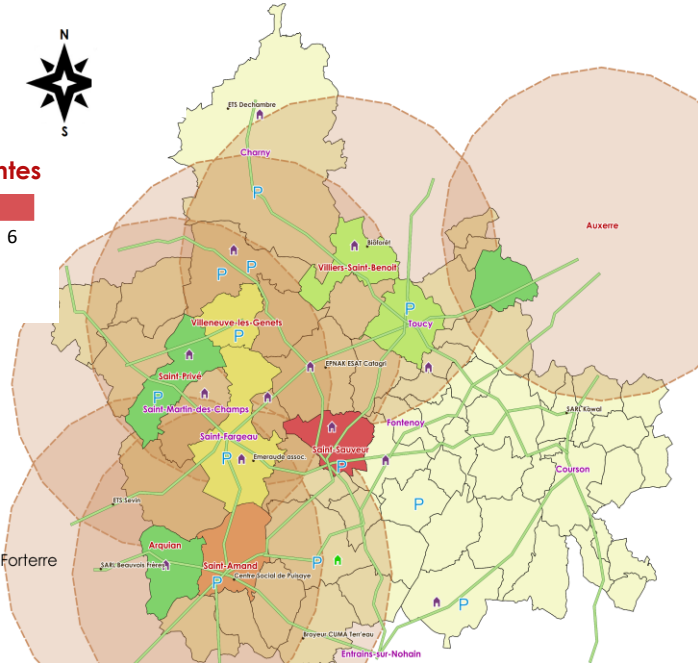 N
S
ntes
6
ETS Dechambre
Charny
P
Auxerre
Bioforêt
Villiers-Saint-Benoit
P
P
P
Villeneuve-les-Genêts
P
Toucy
EPNAK ESAT Catagri
Saint-Privé
P
Saint-Martin-des-Champs
SARL Kowal
Fontenoy
Saint-Fargeau
Saint-Sauveur
P
Emeraude assoc.
P
Courson
ETS Sevin
P
Arquian
Forterre
SARL Beauvois Frères
Saint-Amand
P
P
Centre Social de Puisaye
P
Broyeur CUMA Terr'eau
Entrains-sur-Nohain